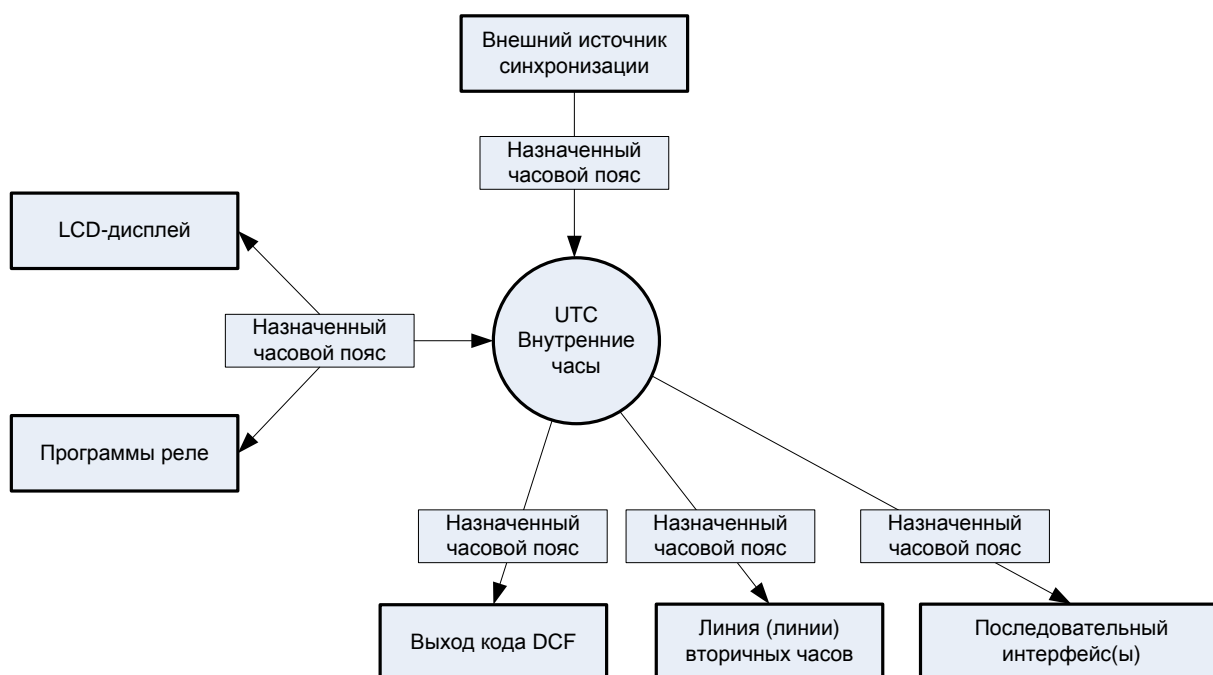 Внешний источник
синхронизации
Назначенный
часовой пояс
LCD-дисплей
Назначенный
часовой пояс
UTC
Внутренние
часы
Программы реле
Назначенный
часовой пояс
Назначенный
часовой пояс
Назначенный
часовой пояс
Выход кода DCF
Линия (линии)
вторичных часов
Последовательный
интерфейс(ы)